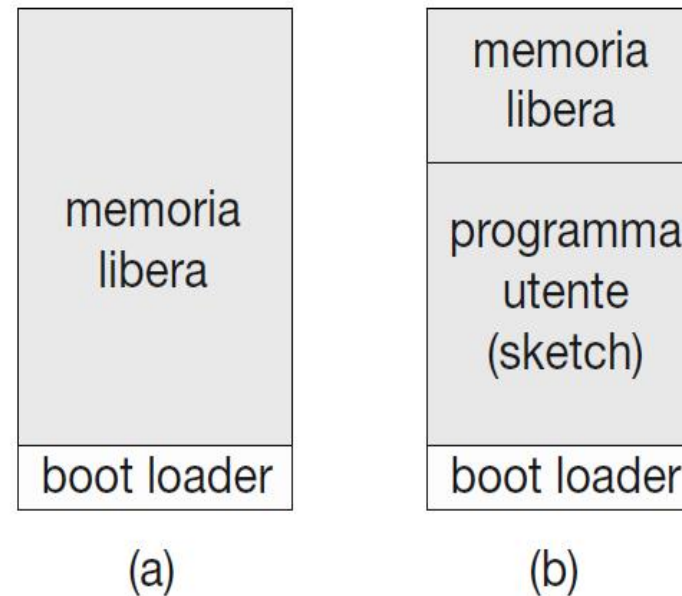 memoria
libera
boot loader
(a)
memoria
libera
programma
utente
(sketch)
boot loader
(b)